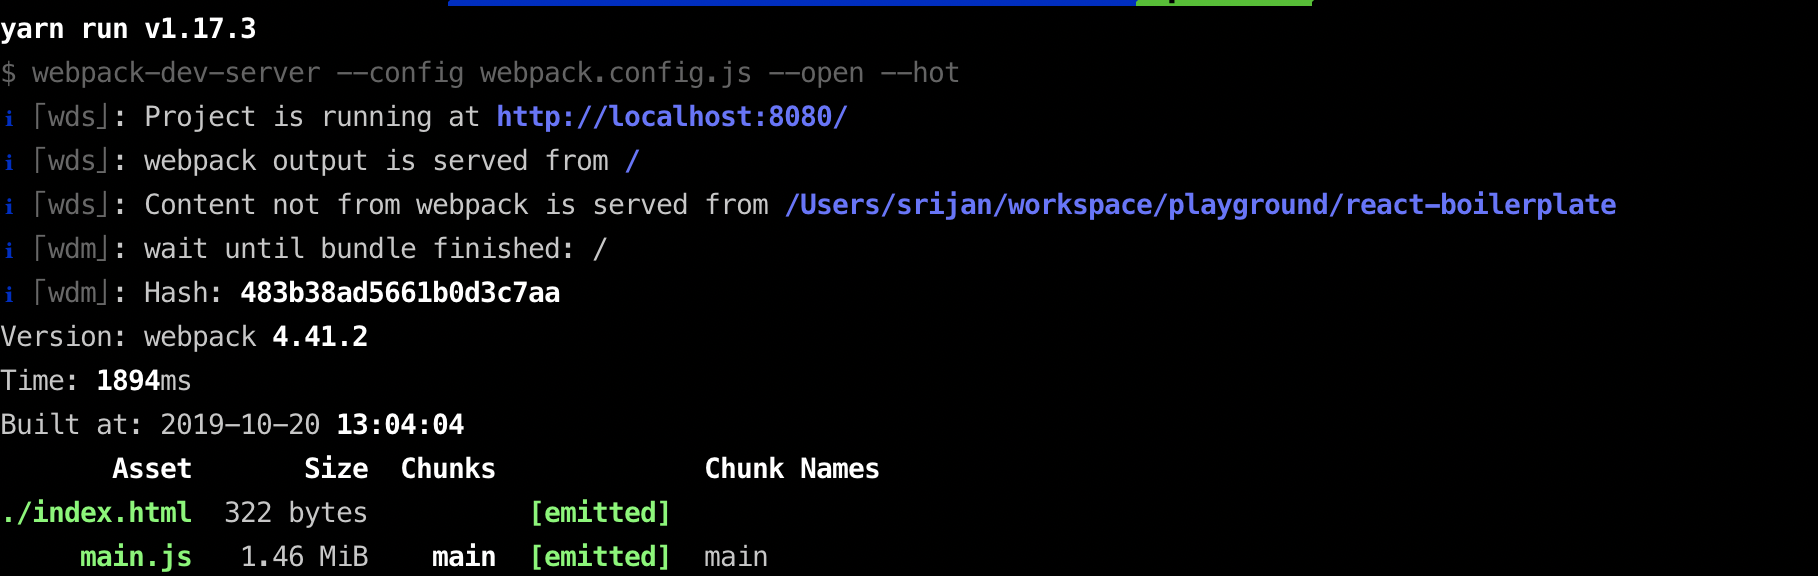 yarn run v1.17.3
$ webpack-dev-server --config webpack.config.js --open --hot
ℹ ｢wds｣: Project is running at http://localhost:8080/
ℹ ｢wds｣: webpack output is served from /
ℹ ｢wds｣: Content not from webpack is served from /Users/srijan/workspace/playground/react-boilerplate
ℹ ｢wdm｣: wait until bundle finished: /
ℹ ｢wdm｣: Hash: 483b38ad5661b0d3c7aa
Version: webpack 4.41.2
Time: 1894ms
Built at: 2019-10-20 13:04:04
Asset Size Chunks Chunk Names
./index.html 322 bytes [emitted]
main.js 1.46 MiB main [emitted] main